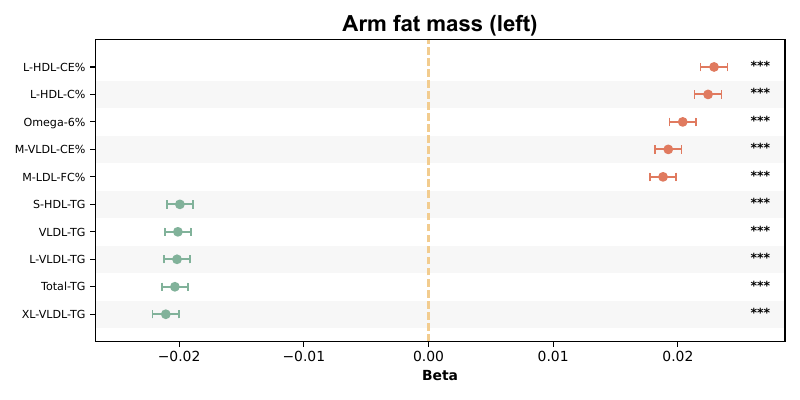 Arm fat mass (left)
L-HDL-CE% ***
L-HDL-C% ***
Omega-6% ***
M-VLDL-CE% ***
M-LDL-FC% ***
S-HDL-TG ***
VLDL-TG ***
L-VLDL-TG ***
Total-TG ***
XL-VLDL-TG ***
−0.02 −0.01 0.00 0.01 0.02
Beta